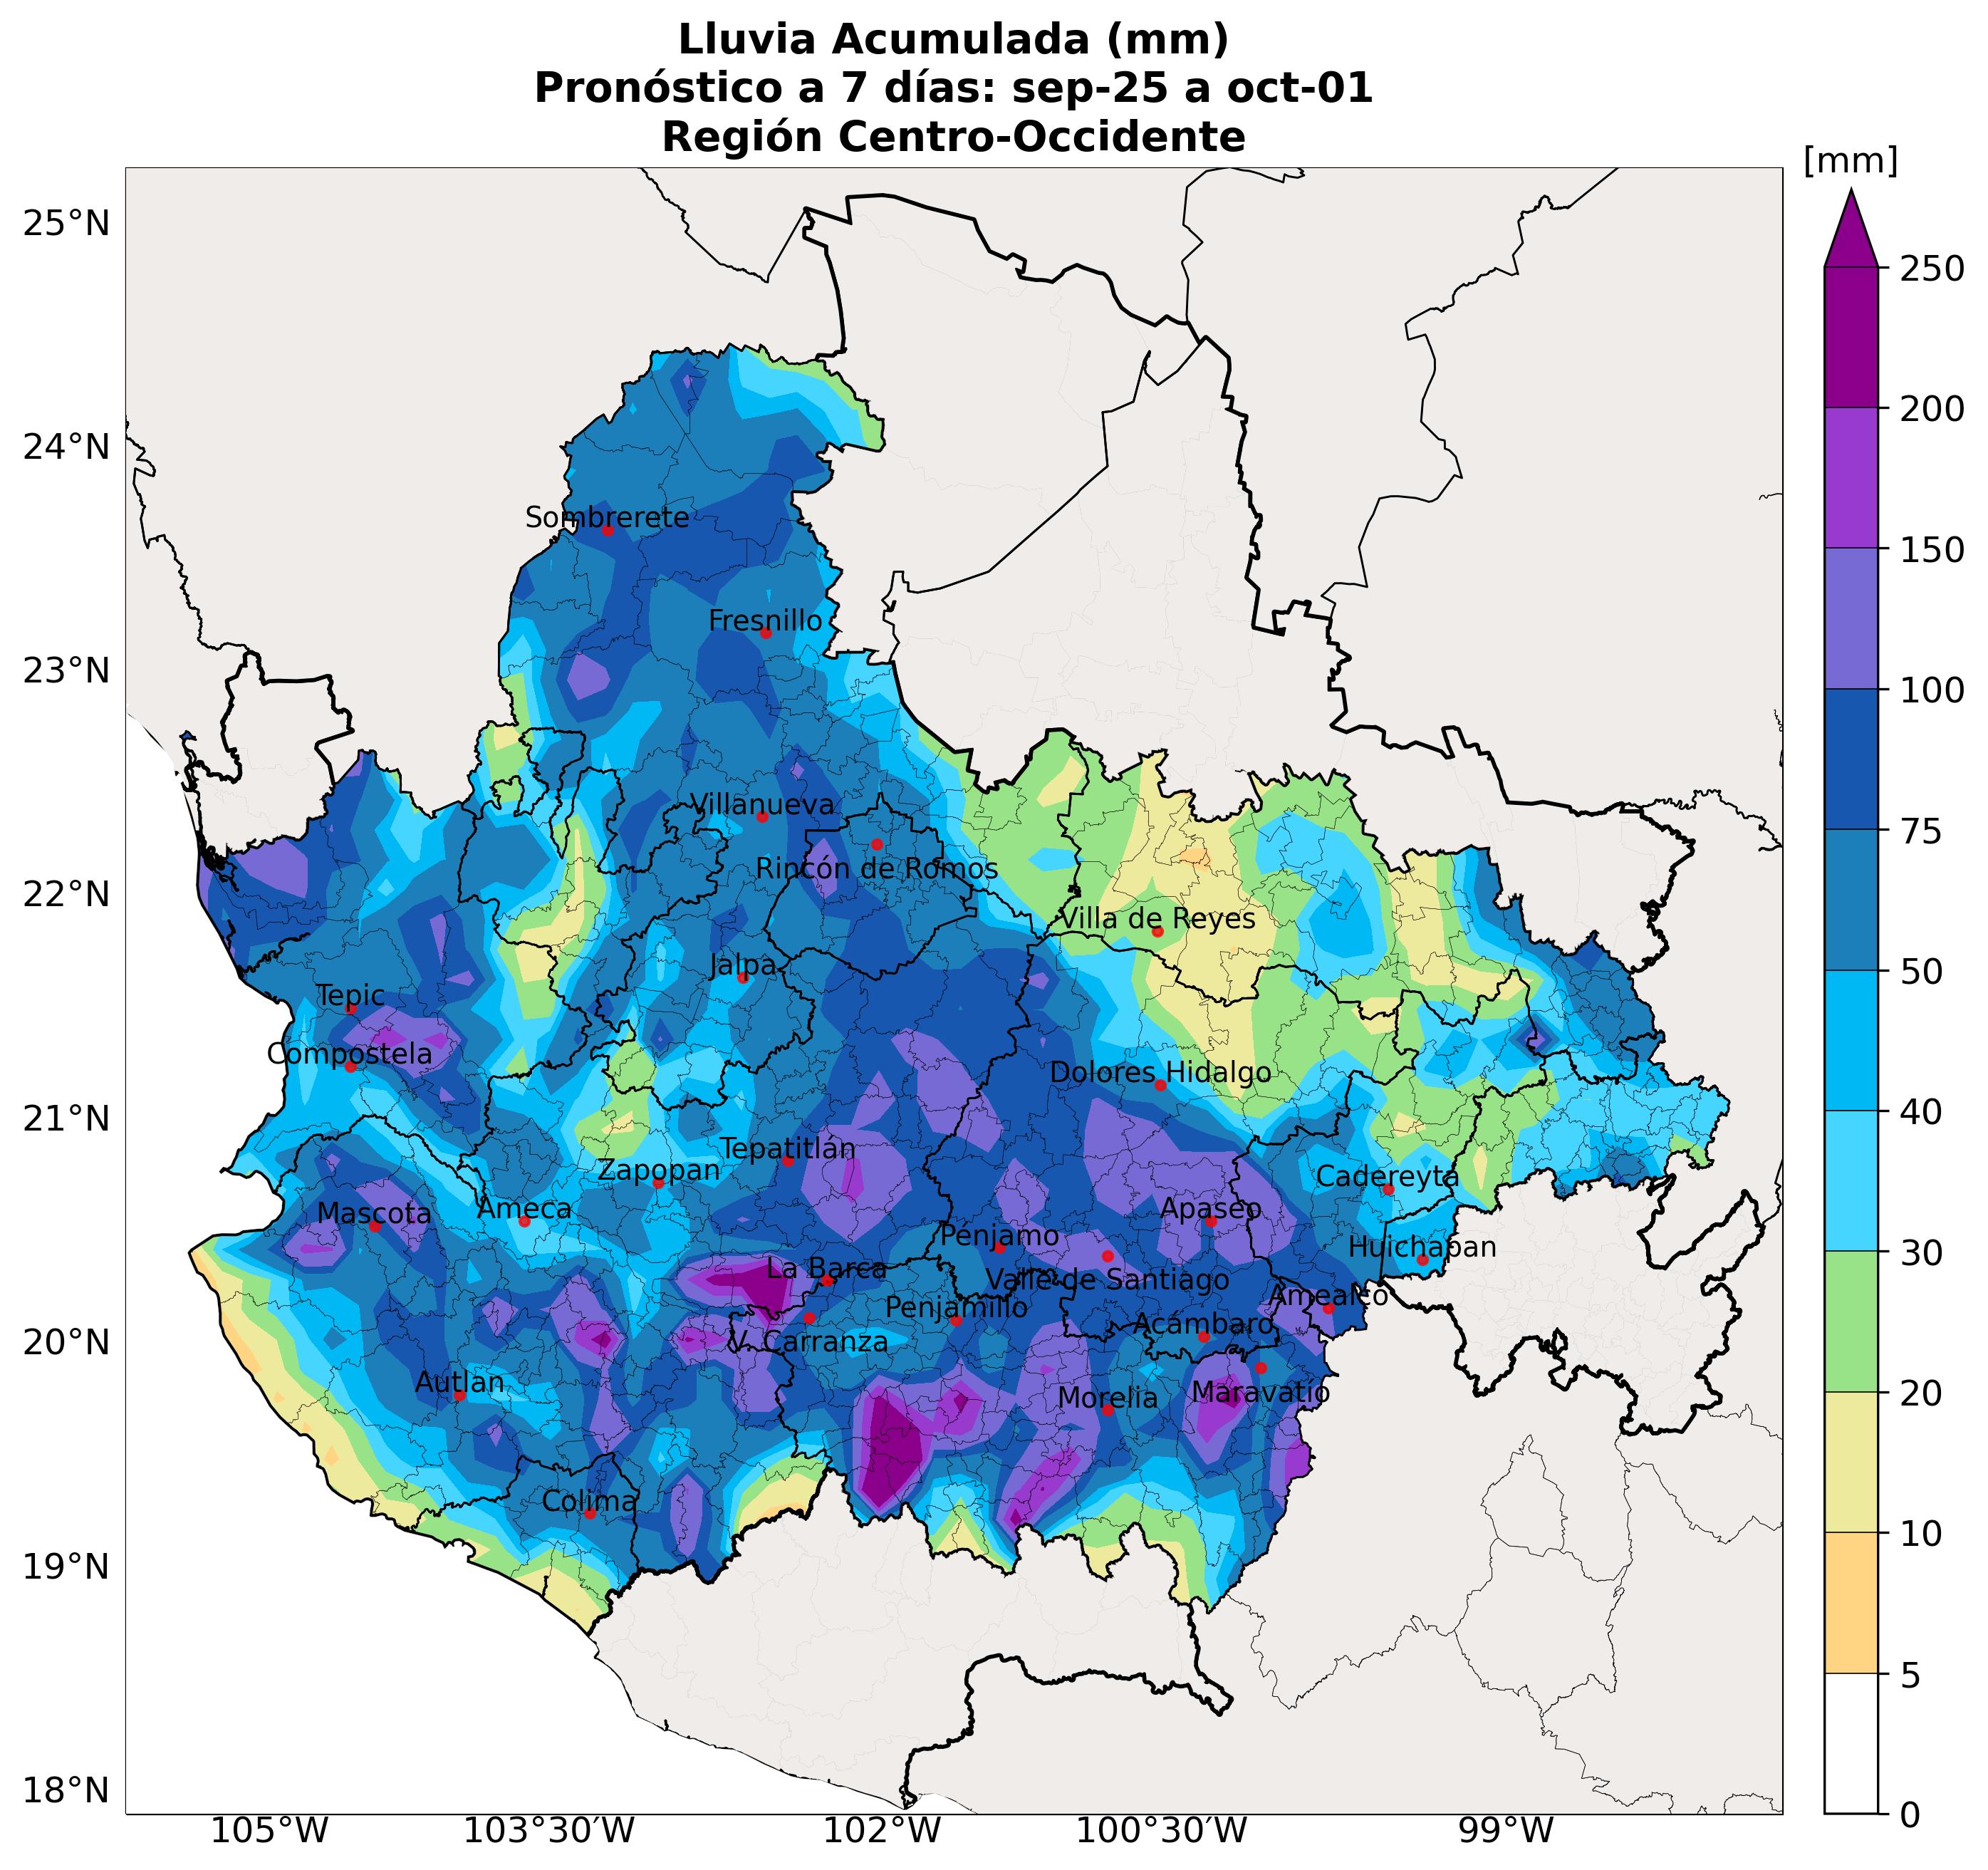 Lluvia Acumulada (mm)
Pronóstico a 7 días: sep-25 a oct-01
Región Centro-Occidente
[mm]
25°N
24°N
23°N
22°N
21°N
20°N
19°N
18°N
105°W
103°30'W
102°W
100°30'W
99°W
250
200
150
100
75
50
40
30
20
10
5
0
Sombrerete
Fresnillo
Villanueva
Rincón de Romos
Villa de Reyes
Jalpa
Tepic
Compostela
Dolores Hidalgo
Tepatitlán
Zapopan
Cadereyta
Ameca
Mascota
Apaseo
Pénjamo
Huichapan
La Barca
Valle de Santiago
Amealco
Penjamillo
Acámbaro
V. Carranza
Autlán
Morelia
Maravatío
Colima